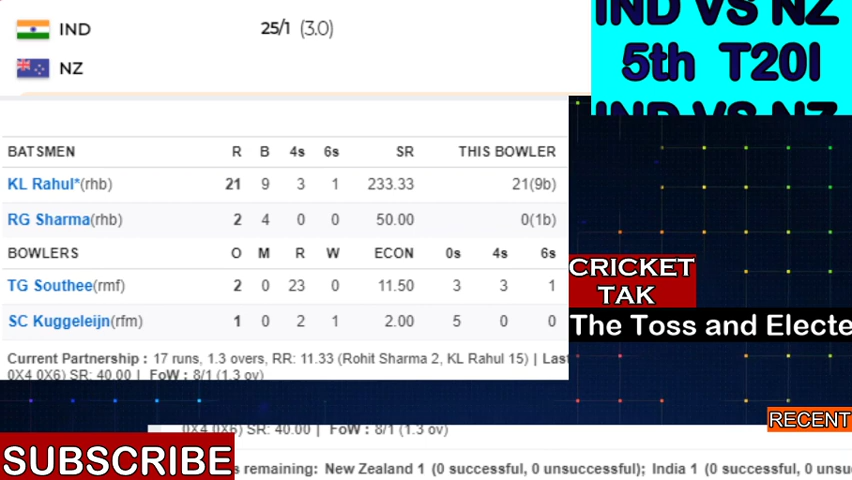 IND 25/1 (3.0)
NZ
IND VS NZ
5th T20I
IND VS NZ
BATSMEN R B 4s 6s SR THIS BOWLER
KL Rahul*(rhb) 21 9 3 1 233.33 21(9b)
RG Sharma(rhb) 2 4 0 0 50.00 0(1b)
BOWLERS O M R W ECON 0s 4s 6s
TG Southee(rmf) 2 0 23 0 11.50 3 3 1
SC Kuggeleijn(rfm) 1 0 2 1 2.00 5 0 0
Current Partnership : 17 runs, 1.3 overs, RR: 11.33 (Rohit Sharma 2, KL Rahul 15) | Last
0X4 0X6) SR: 40.00 | FoW : 8/1 (1.3 ov)
CRICKET
TAK
The Toss and Electe
RECENT
0X4 0X6) SR: 40.00 | FoW : 8/1 (1.3 ov)
SUBSCRIBE
s remaining: New Zealand 1 (0 successful, 0 unsuccessful); India 1 (0 successful, 0 unsu